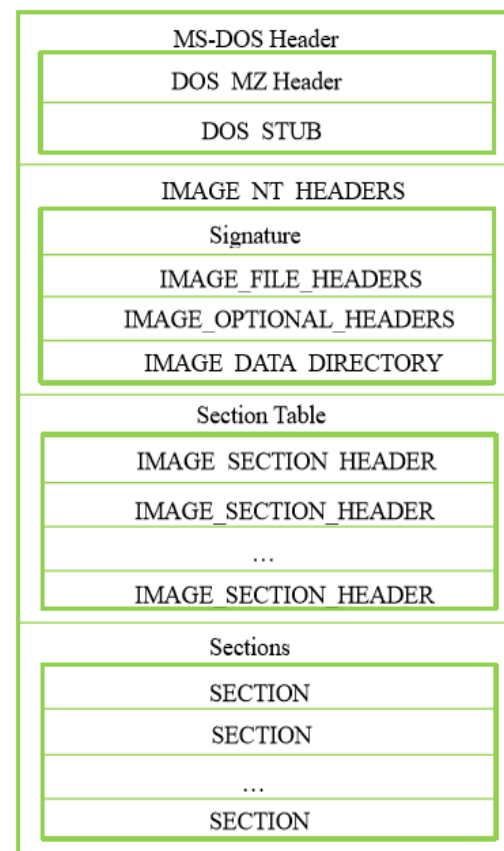 MS-DOS Header
DOS MZ Header
DOS STUB
IMAGE NT HEADERS
Signature
IMAGE_FILE_HEADERS
IMAGE_OPTIONAL_HEADERS
IMAGE DATA DIRECTORY
Section Table
IMAGE SECTION HEADER
IMAGE_SECTION_HEADER
…
IMAGE_SECTION_HEADER
Sections
SECTION
SECTION
…
SECTION